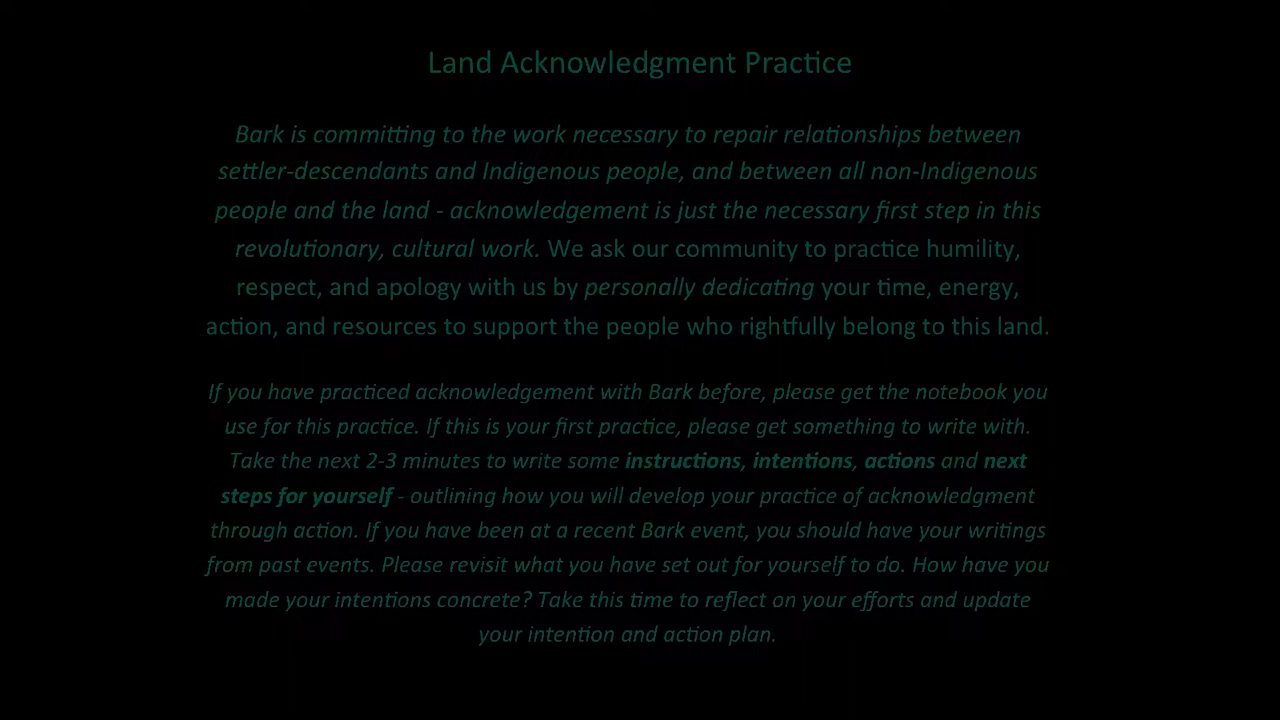 Land Acknowledgment Practice
Bark is committing to the work necessary to repair relationships between
settler-descendants and Indigenous people, and between all non-Indigenous
people and the land - acknowledgement is just the necessary first step in this
revolutionary, cultural work. We ask our community to practice humility,
respect, and apology with us by personally dedicating your time, energy,
action, and resources to support the people who rightfully belong to this land.
If you have practiced acknowledgement with Bark before, please get the notebook you
use for this practice. If this is your first practice, please get something to write with.
Take the next 2-3 minutes to write some instructions, intentions, actions and next
steps for yourself - outlining how you will develop your practice of acknowledgment
through action. If you have been at a recent Bark event, you should have your writings
from past events. Please revisit what you have set out for yourself to do. How have you
made your intentions concrete? Take this time to reflect on your efforts and update
your intention and action plan.